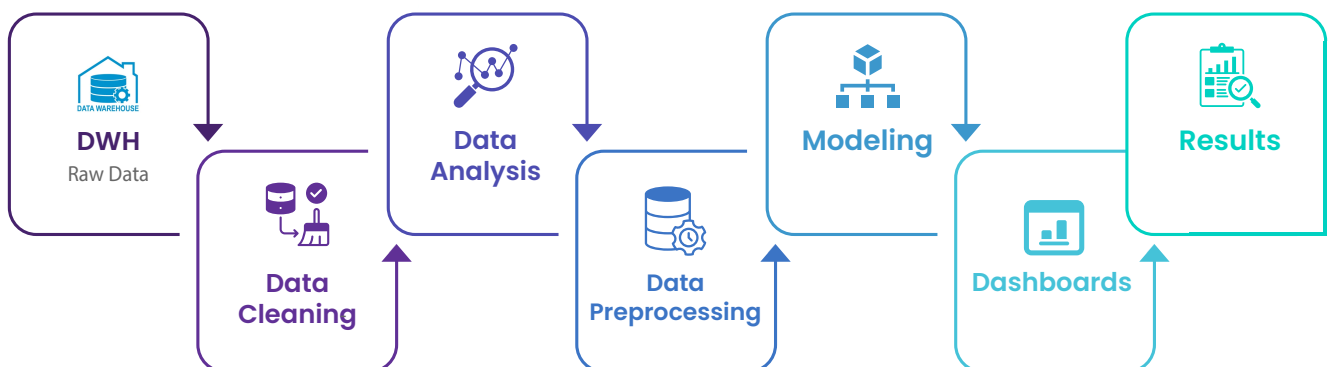 DATA WAREHOUSE
DWH
Raw Data
Data
Cleaning
Data
Analysis
Data
Preprocessing
Modeling
Dashboards
Results